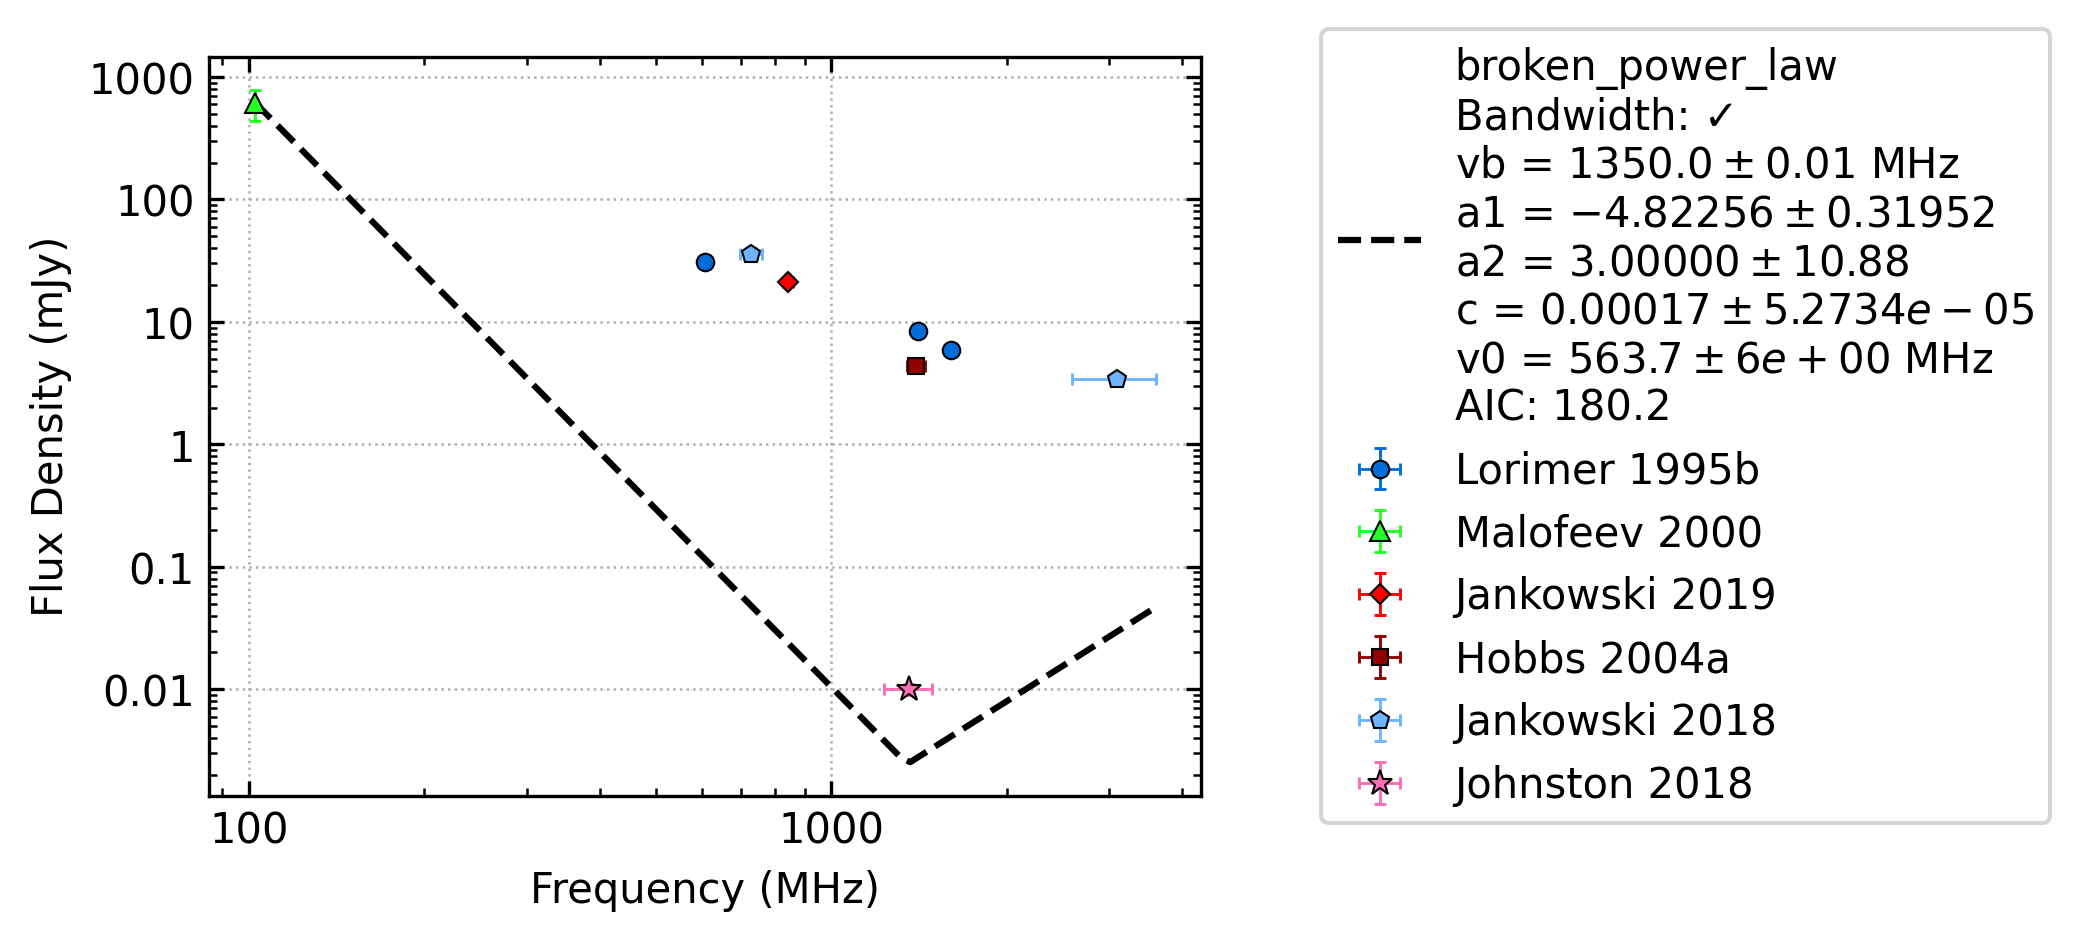 1000
100
10
1
0.1
0.01
Flux Density (mJy)
100
1000
Frequency (MHz)
broken_power_law
Bandwidth: ✓
vb = 1350.0 ± 0.01 MHz
a1 = −4.82256 ± 0.31952
a2 = 3.00000 ± 10.88
c = 0.00017 ± 5.2734e − 05
v0 = 563.7 ± 6e + 00 MHz
AIC: 180.2
Lorimer 1995b
Malofeev 2000
Jankowski 2019
Hobbs 2004a
Jankowski 2018
Johnston 2018